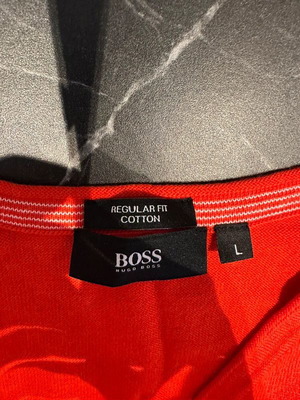 REGULAR FIT
COTTON
BOSS
HUGO BOSS
L